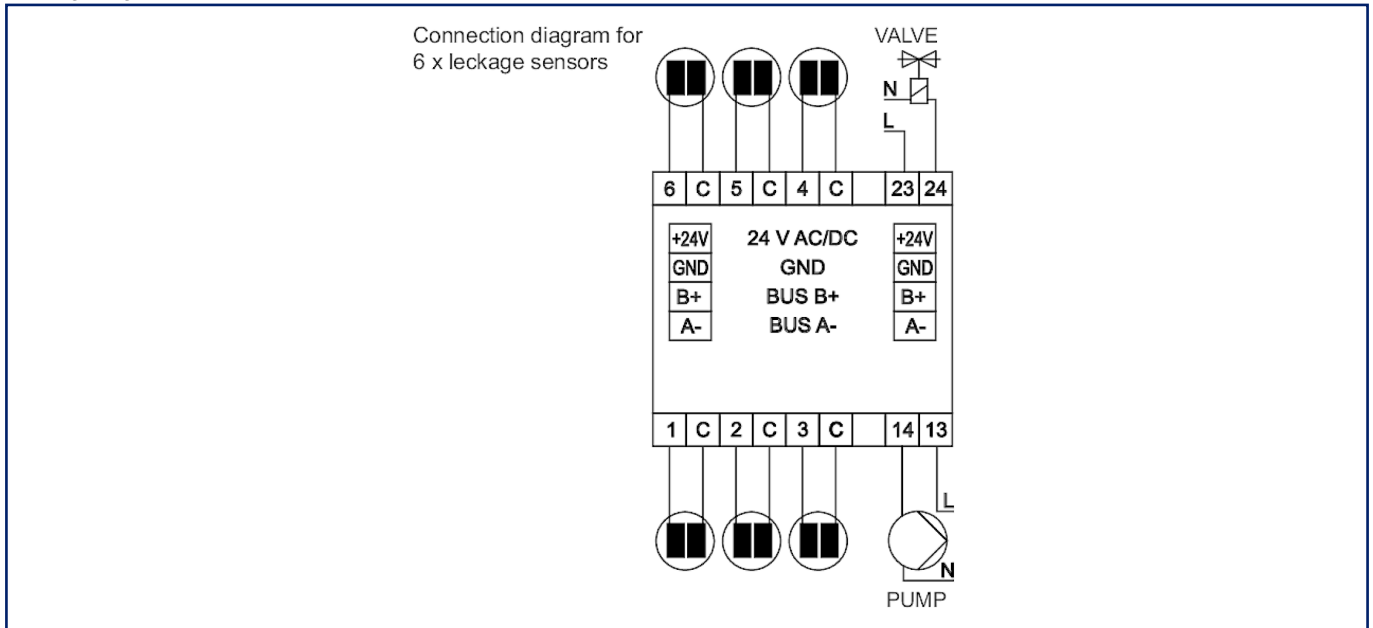 Connection diagram for
6 x leckage sensors
VALVE
N
L
6 C 5 C 4 C 23 24
+24V 24 V AC/DC +24V
GND GND GND
B+ BUS B+ B+
A- BUS A- A-
1 C 2 C 3 C 14 13
L
N
PUMP